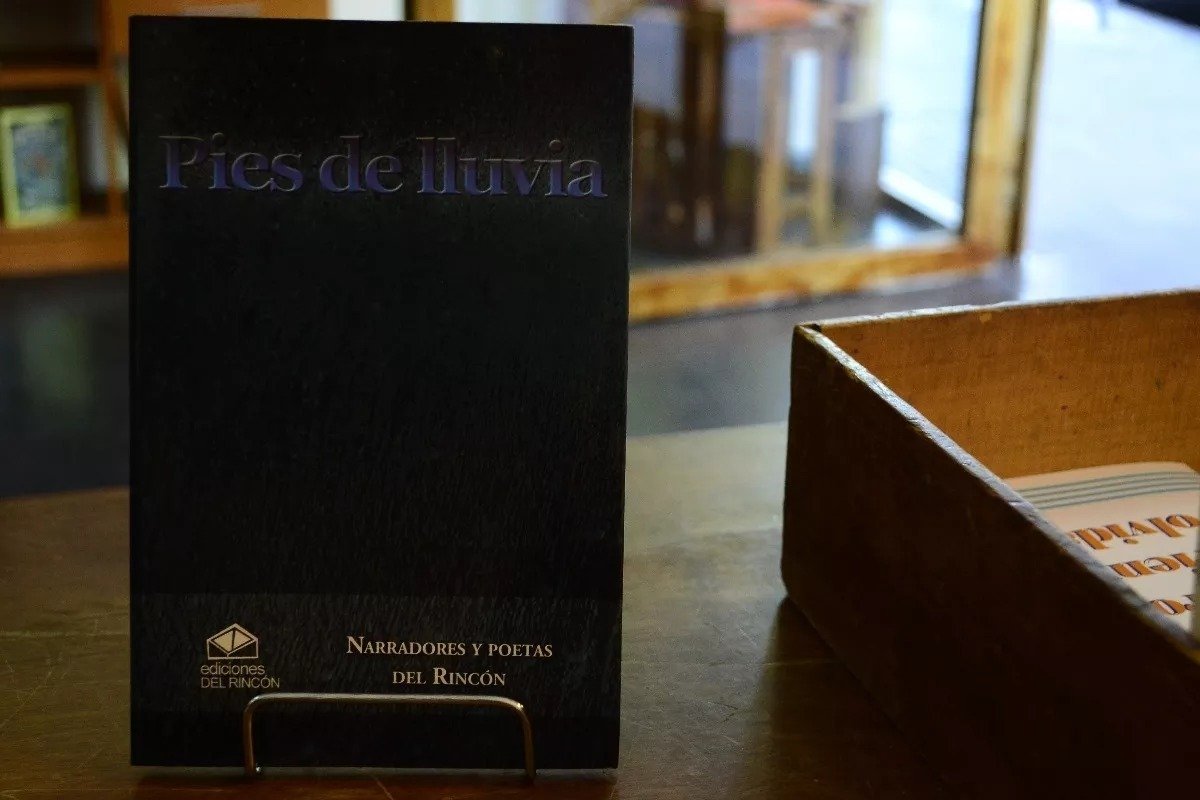 Pies de lluvia
ediciones
DEL RINCÓN
NARRADORES Y POETAS
DEL RINCÓN